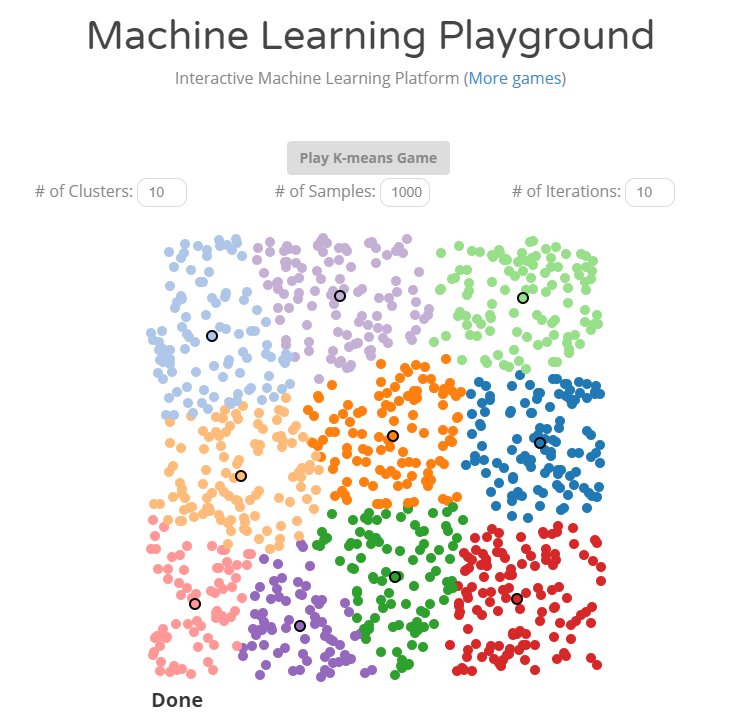 Machine Learning Playground
Interactive Machine Learning Platform (More games)
Play K-means Game
# of Clusters: 10 # of Samples: 1000 # of Iterations: 10
Done